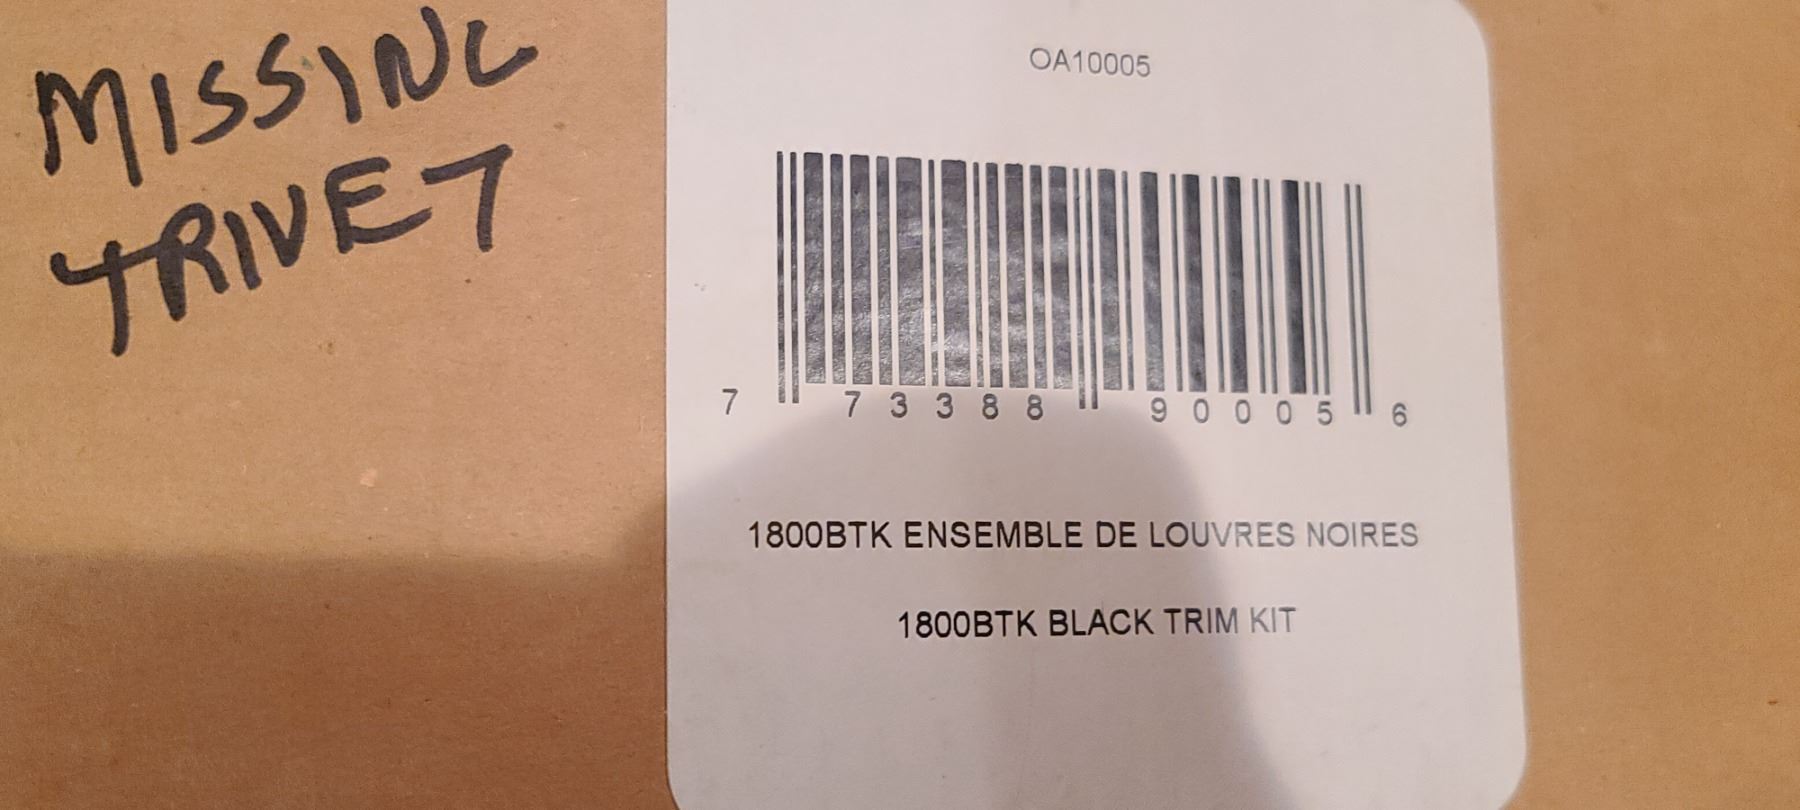 MISSING
TRIVET
OA10005
7 73388 90005 6
1800BTK ENSEMBLE DE LOUVRES NOIRES
1800BTK BLACK TRIM KIT